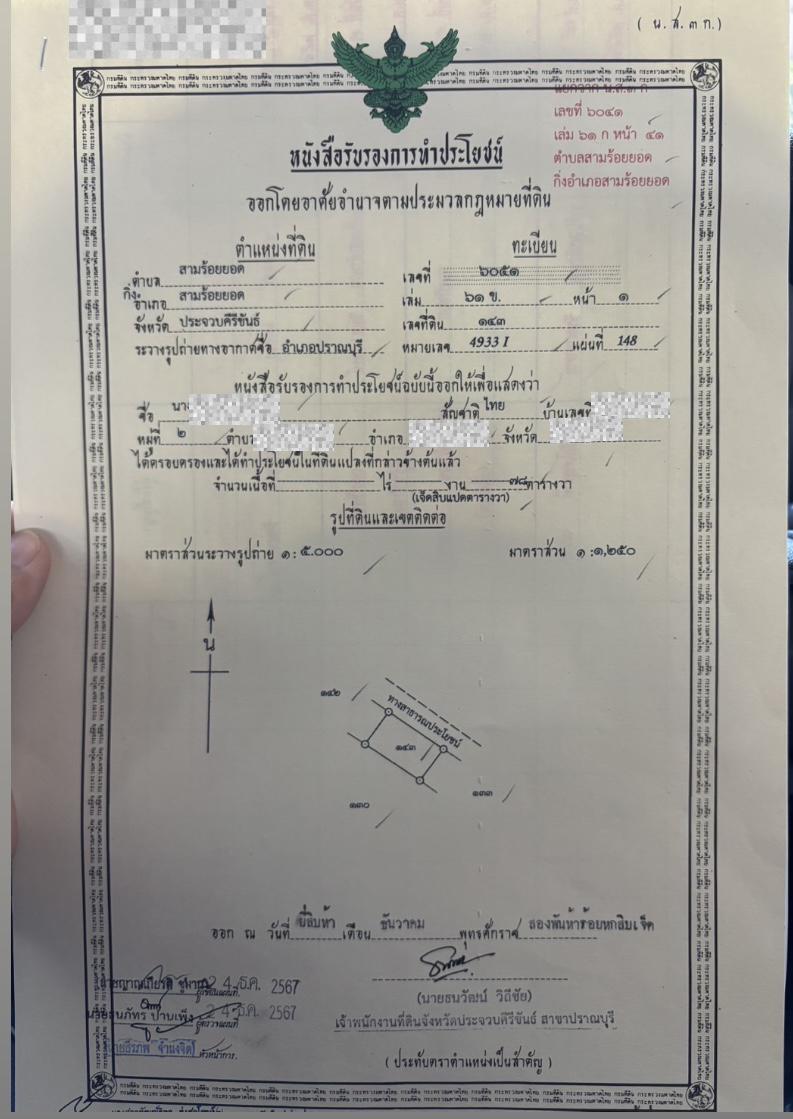 ( น.ส.๓ ก.)
แยกจาก น.ส.๓ ก
เลขที่ ๖๐๔๑
เล่ม ๖๑ ก หน้า ๔๑
ตำบลสามร้อยยอด
กิ่งอำเภอสามร้อยยอด
หนังสือรับรองการทำประโยชน์
ออกโดยอาศัยอำนาจตามประมวลกฎหมายที่ดิน
ตำแหน่งที่ดิน ทะเบียน
ตำบล สามร้อยยอด เลขที่ ๖๐๕๑
กิ่งอำเภอ สามร้อยยอด เล่ม ๖๑ ข. หน้า ๑
จังหวัด ประจวบคีรีขันธ์ เลขที่ดิน ๑๔๓
ระวางรูปถ่ายทางอากาศชื่อ อำเภอปราณบุรี หมายเลข 4933 I แผ่นที่ 148
หนังสือรับรองการทำประโยชน์ฉบับนี้ออกให้เพื่อแสดงว่า
ชื่อ สัญชาติ ไทย บ้านเลขที่
หมู่ที่ ๒ ตำบล อำเภอ จังหวัด
ได้ครอบครองและได้ทำประโยชน์ในที่ดินแปลงที่กล่าวข้างต้นแล้ว
จำนวนเนื้อที่ ไร่ งาน ๗๘ ตารางวา
(เจ็ดสิบแปดตารางวา)
รูปที่ดินและเขตติดต่อ
มาตราส่วนระวางรูปถ่าย ๑ : ๕.๐๐๐ มาตราส่วน ๑ :๑,๒๕๐
น
๑๔๒
ทางสาธารณประโยชน์
๑๔๓
๑๓๐
๑๓๓
ออก ณ วันที่ ยี่สิบห้า เดือน ธันวาคม พุทธศักราช สองพันห้าร้อยหกสิบเจ็ด
24 ธ.ค. 2567
(นายธนวัฒน์ วิถีชัย)
24 ธ.ค. 2567
เจ้าพนักงานที่ดินจังหวัดประจวบคีรีขันธ์ สาขาปราณบุรี
หัวหน้าการ.
( ประทับตราตำแหน่งเป็นสำคัญ )